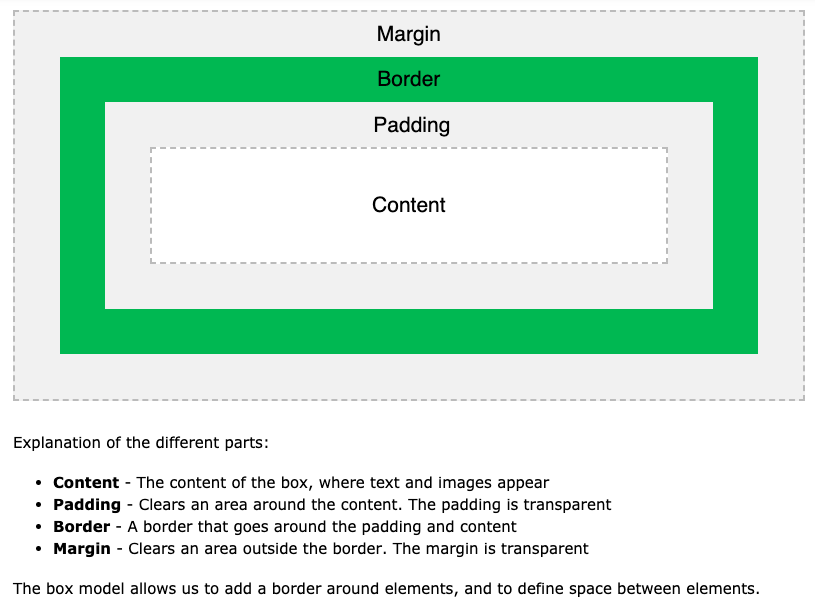 Margin
Border
Padding
Content
Explanation of the different parts:
• Content - The content of the box, where text and images appear
• Padding - Clears an area around the content. The padding is transparent
• Border - A border that goes around the padding and content
• Margin - Clears an area outside the border. The margin is transparent
The box model allows us to add a border around elements, and to define space between elements.